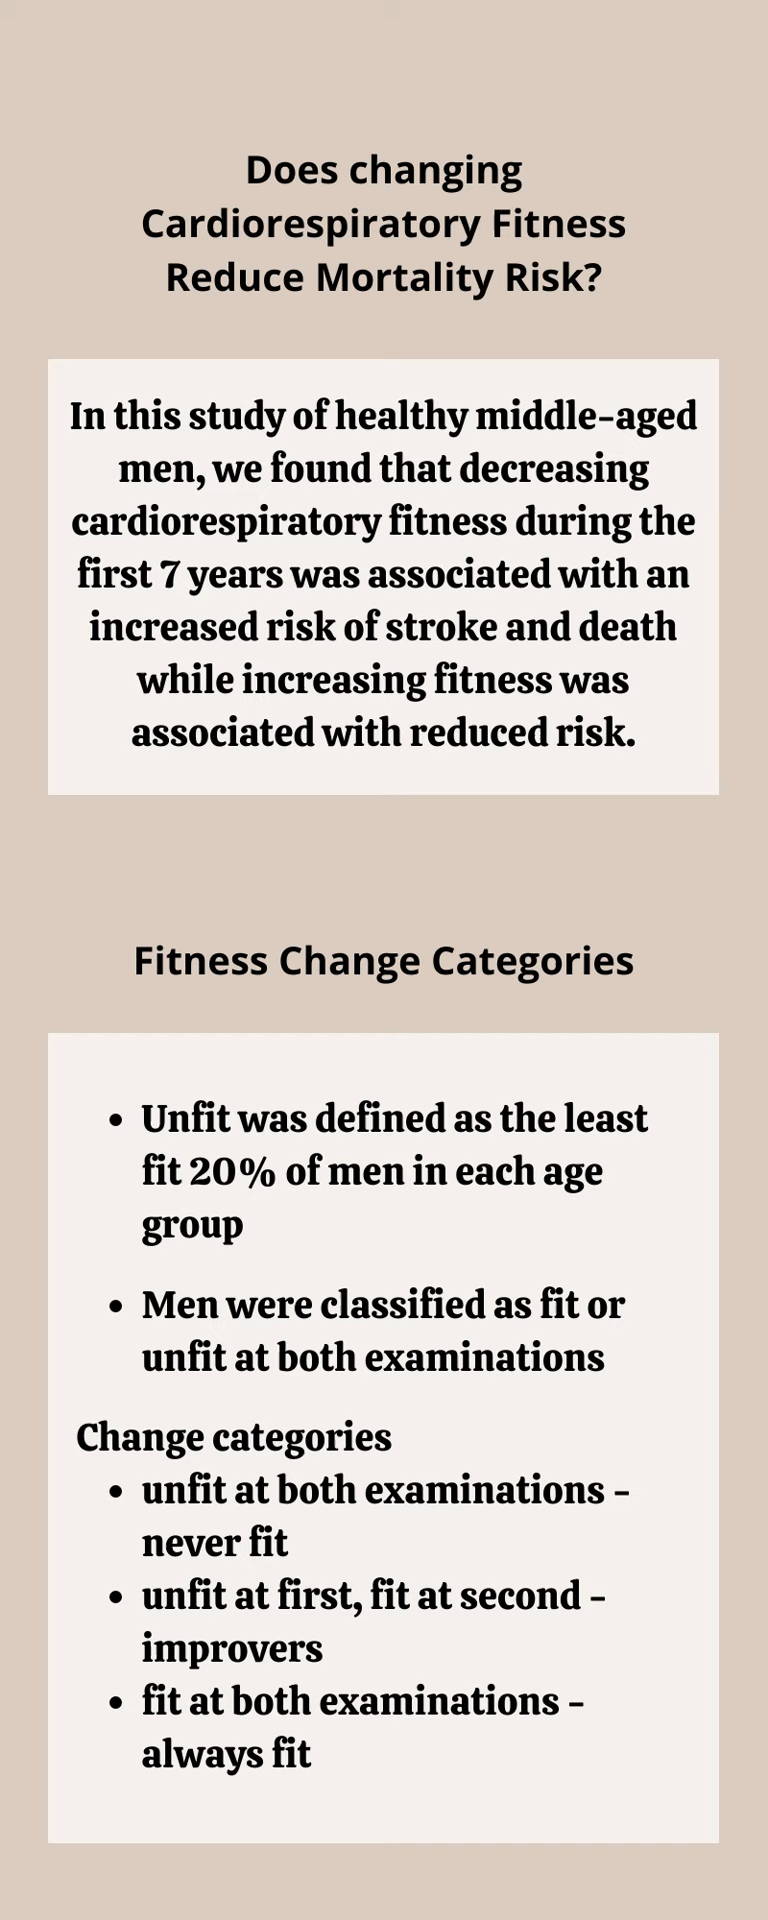 Does changing
Cardiorespiratory Fitness
Reduce Mortality Risk?
In this study of healthy middle-aged
men, we found that decreasing
cardiorespiratory fitness during the
first 7 years was associated with an
increased risk of stroke and death
while increasing fitness was
associated with reduced risk.
Fitness Change Categories
• Unfit was defined as the least
fit 20% of men in each age
group
• Men were classified as fit or
unfit at both examinations
Change categories
• unfit at both examinations -
never fit
• unfit at first, fit at second -
improvers
• fit at both examinations -
always fit